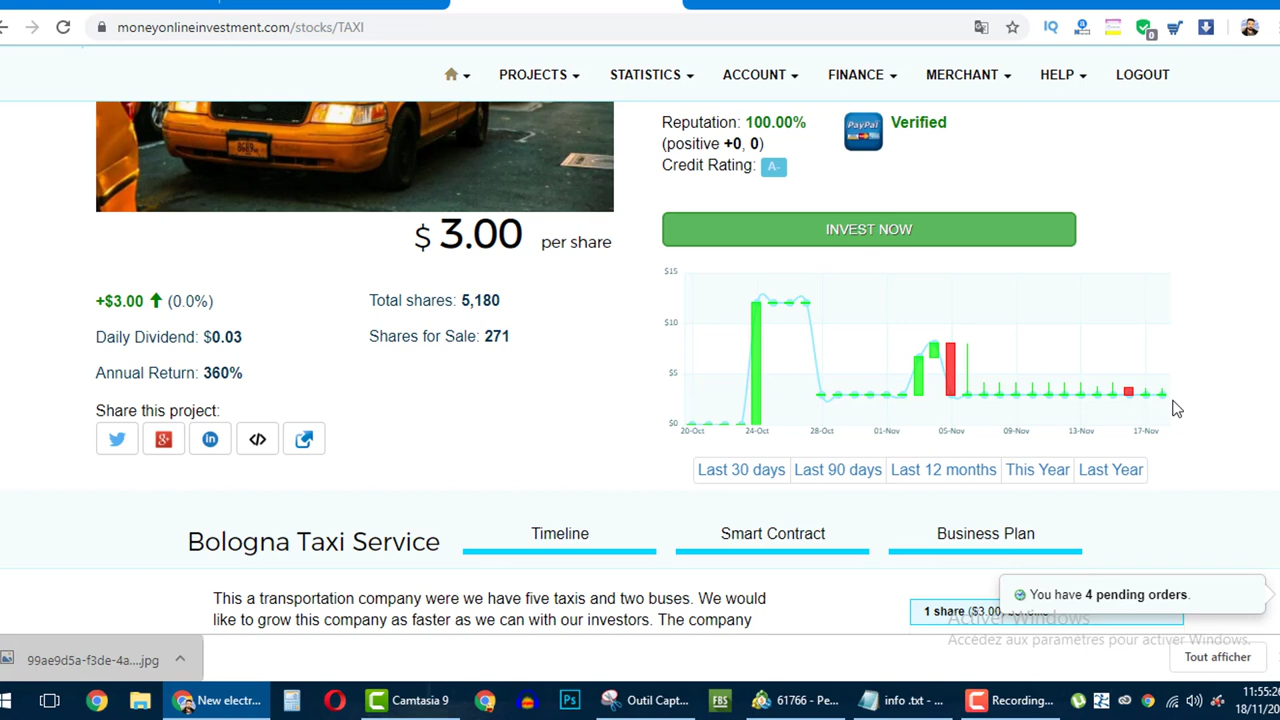 moneyonlineinvestment.com/stocks/TAXI
PROJECTS STATISTICS ACCOUNT FINANCE MERCHANT HELP LOGOUT
Reputation: 100.00% PayPal Verified
(positive +0, 0)
Credit Rating: A-
$ 3.00 per share
INVEST NOW
+$3.00 (0.0%) Total shares: 5,180
Daily Dividend: $0.03 Shares for Sale: 271
Annual Return: 360%
Share this project:
$15
$10
$5
$0
20-Oct 24-Oct 28-Oct 01-Nov 05-Nov 09-Nov 13-Nov 17-Nov
Last 30 days Last 90 days Last 12 months This Year Last Year
Bologna Taxi Service Timeline Smart Contract Business Plan
This a transportation company were we have five taxis and two buses. We would
like to grow this company as faster as we can with our investors. The company
You have 4 pending orders.
1 share ($3.00)
Activer Windows
Accédez aux paramètres pour activer Windows.
99ae9d5a-f3de-4a....jpg Tout afficher
New electr... Camtasia 9 Ps Outil Captu... FBS 61766 - Pe... info .txt - ... Recording... 11:55:26
18/11/20